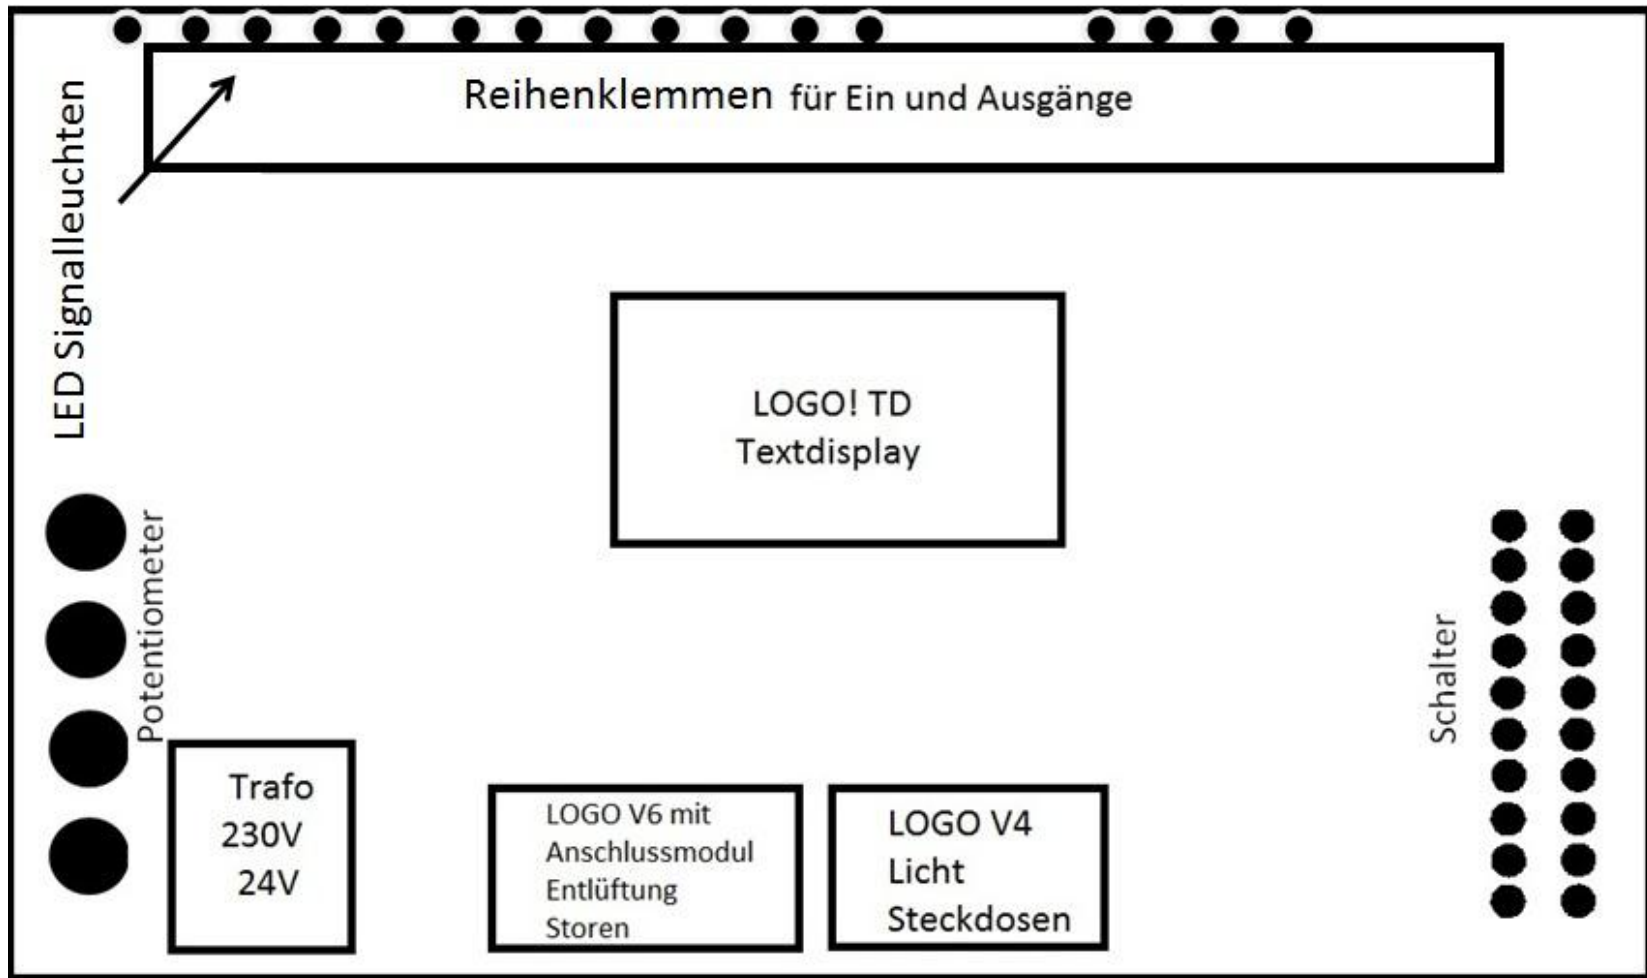 Reihenklemmen für Ein und Ausgänge
LED Signalleuchten
LOGO! TD
Textdisplay
Potentiometer
Schalter
Trafo
230V
24V
LOGO V6 mit
Anschlussmodul
Entlüftung
Storen
LOGO V4
Licht
Steckdosen